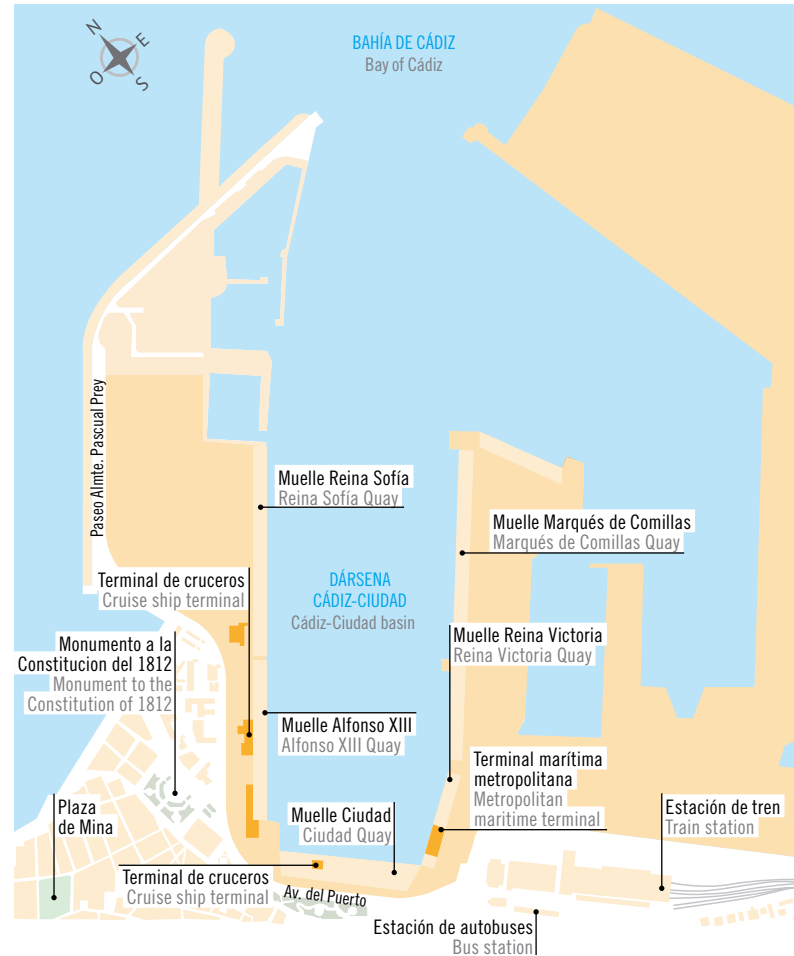 N
E
O
S
BAHÍA DE CÁDIZ
Bay of Cádiz
Paseo Almte. Pascual Prey
Muelle Reina Sofía
Reina Sofía Quay
Muelle Marqués de Comillas
Marqués de Comillas Quay
Terminal de cruceros
Cruise ship terminal
DÁRSENA
CÁDIZ-CIUDAD
Cádiz-Ciudad basin
Monumento a la
Constitucion del 1812
Monument to the
Constitution of 1812
Muelle Reina Victoria
Reina Victoria Quay
Muelle Alfonso XIII
Alfonso XIII Quay
Terminal marítima
metropolitana
Metropolitan
maritime terminal
Plaza
de Mina
Muelle Ciudad
Ciudad Quay
Estación de tren
Train station
Terminal de cruceros
Cruise ship terminal
Av. del Puerto
Estación de autobuses
Bus station